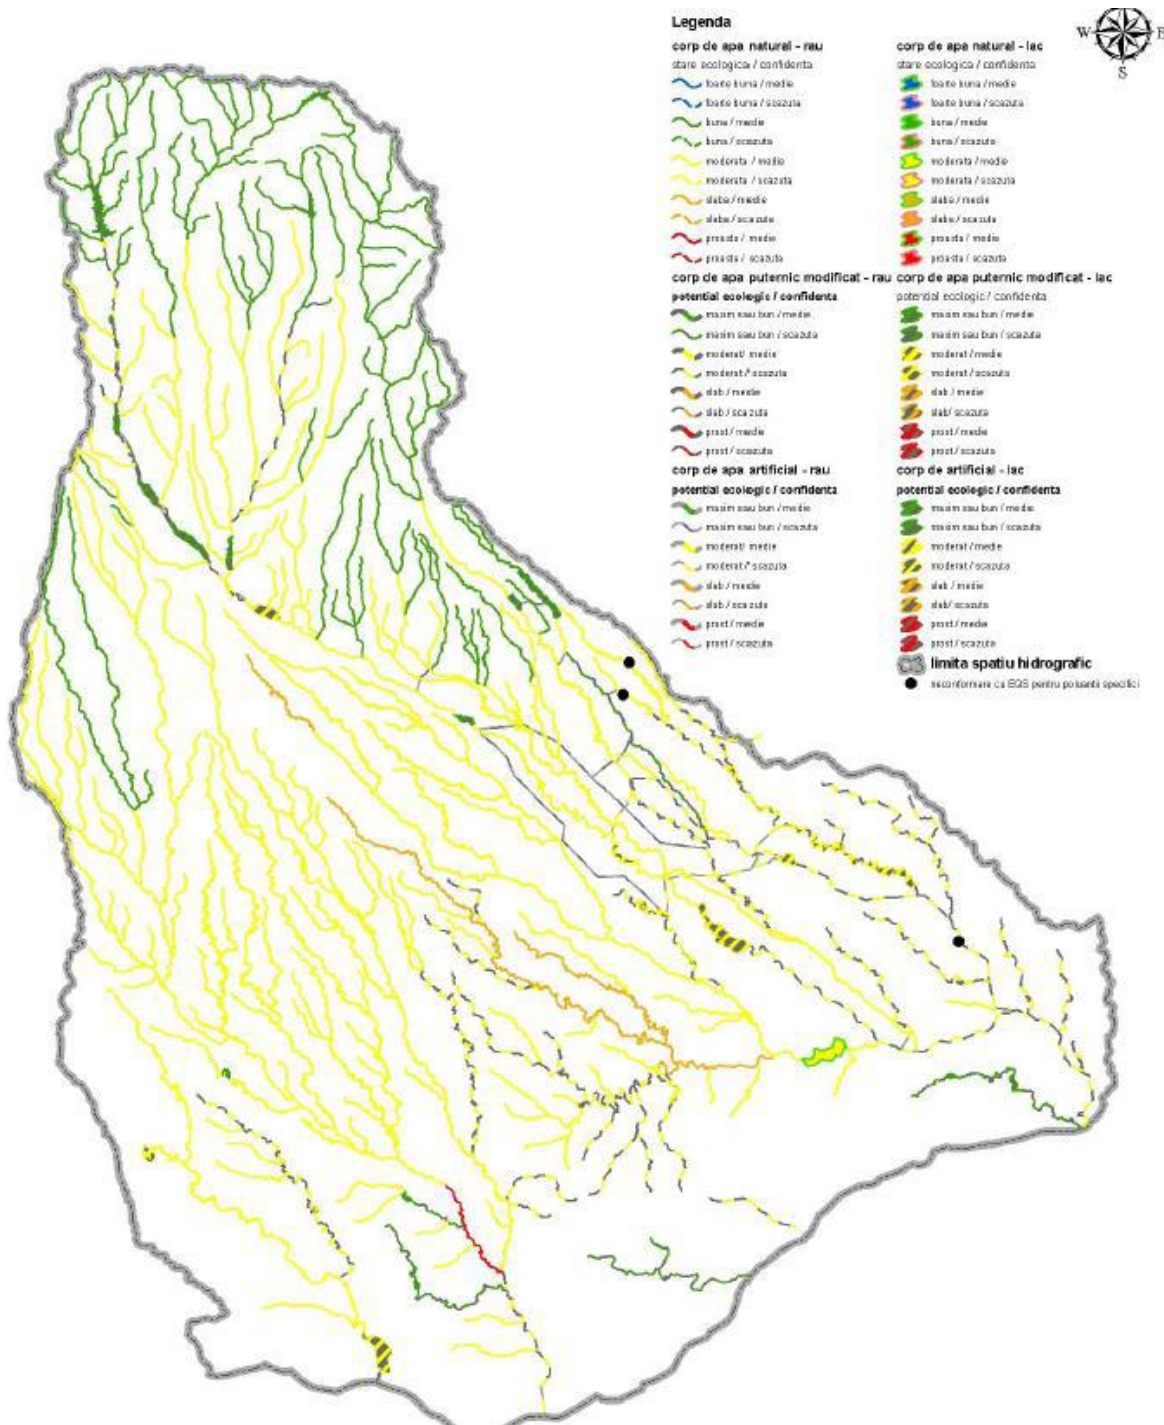 Legenda
W E
S
corp de apa natural - rau
stare ecologica / confidenta
foarte buna / medie
foarte buna / scazuta
buna / medie
buna / scazuta
moderata / medie
moderata / scazuta
slaba / medie
slaba / scazuta
proasta / medie
proasta / scazuta
corp de apa puternic modificat - rau
potential ecologic / confidenta
maxim sau bun / medie
maxim sau bun / scazuta
moderat/ medie
moderat/* scazuta
slab / medie
slab / scazuta
prost / medie
prost / scazuta
corp de apa artificial - rau
potential ecologic / confidenta
maxim sau bun / medie
maxim sau bun / scazuta
moderat/ medie
moderat/* scazuta
slab / medie
slab / scazuta
prost / medie
prost / scazuta
corp de apa natural - lac
stare ecologica / confidenta
foarte buna / medie
foarte buna / scazuta
buna / medie
buna / scazuta
moderata / medie
moderata / scazuta
slaba / medie
slaba / scazuta
proasta / medie
proasta / scazuta
corp de apa puternic modificat - lac
potential ecologic / confidenta
maxim sau bun / medie
maxim sau bun / scazuta
moderat / medie
moderat / scazuta
slab / medie
slab/ scazuta
prost / medie
prost / scazuta
corp de artificial - lac
potential ecologic / confidenta
maxim sau bun / medie
maxim sau bun / scazuta
moderat / medie
moderat / scazuta
slab / medie
slab/ scazuta
prost / medie
prost / scazuta
limita spatiu hidrografic
neconformare cu EQS pentru poluantii specifici